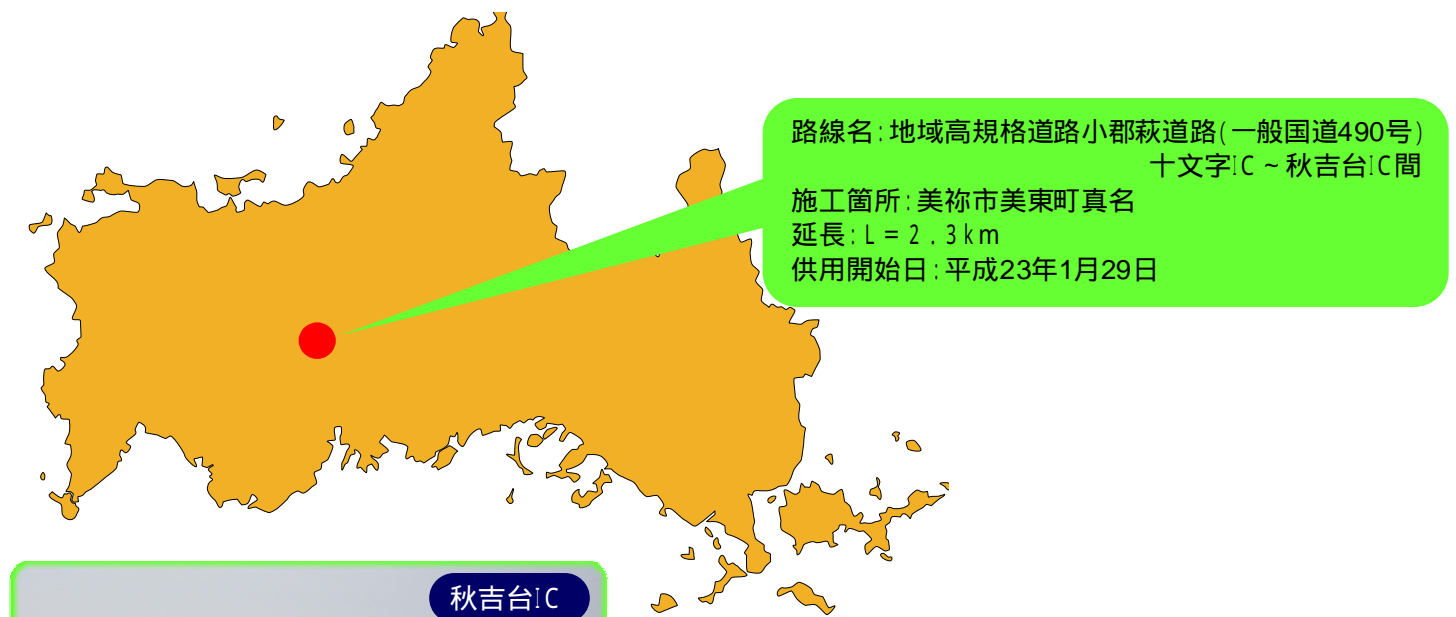 路線名:地域高規格道路小郡萩道路(一般国道490号)
十文字IC~秋吉台IC間
施工箇所:美祢市美東町真名
延長:L=2.3km
供用開始日:平成23年1月29日
秋吉台IC